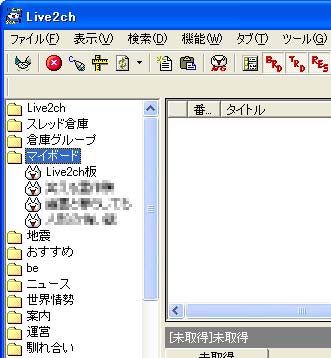 Live2ch
ファイル(F) 表示(V) 検索(D) 機能(W) タブ(T) ツール(G)
BRD TRD RES
Live2ch
スレッド倉庫
倉庫グループ
マイボード
Live2ch板
地震
おすすめ
be
ニュース
世界情勢
案内
運営
馴れ合い
番... タイトル
[未取得]未取得
未取得